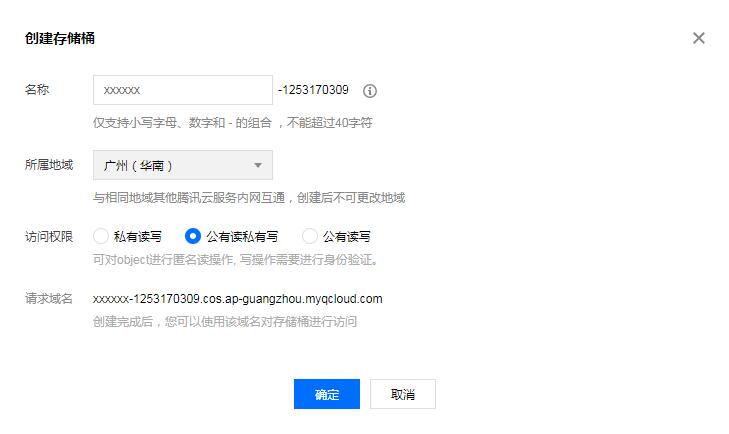 创建存储桶
名称 xxxxxx -1253170309
仅支持小写字母、数字和 - 的组合 ，不能超过40字符
所属地域 广州（华南）
与相同地域其他腾讯云服务内网互通，创建后不可更改地域
访问权限 私有读写 公有读私有写 公有读写
可对object进行匿名读操作, 写操作需要进行身份验证。
请求域名 xxxxxx-1253170309.cos.ap-guangzhou.myqcloud.com
创建完成后，您可以使用该域名对存储桶进行访问
确定 取消